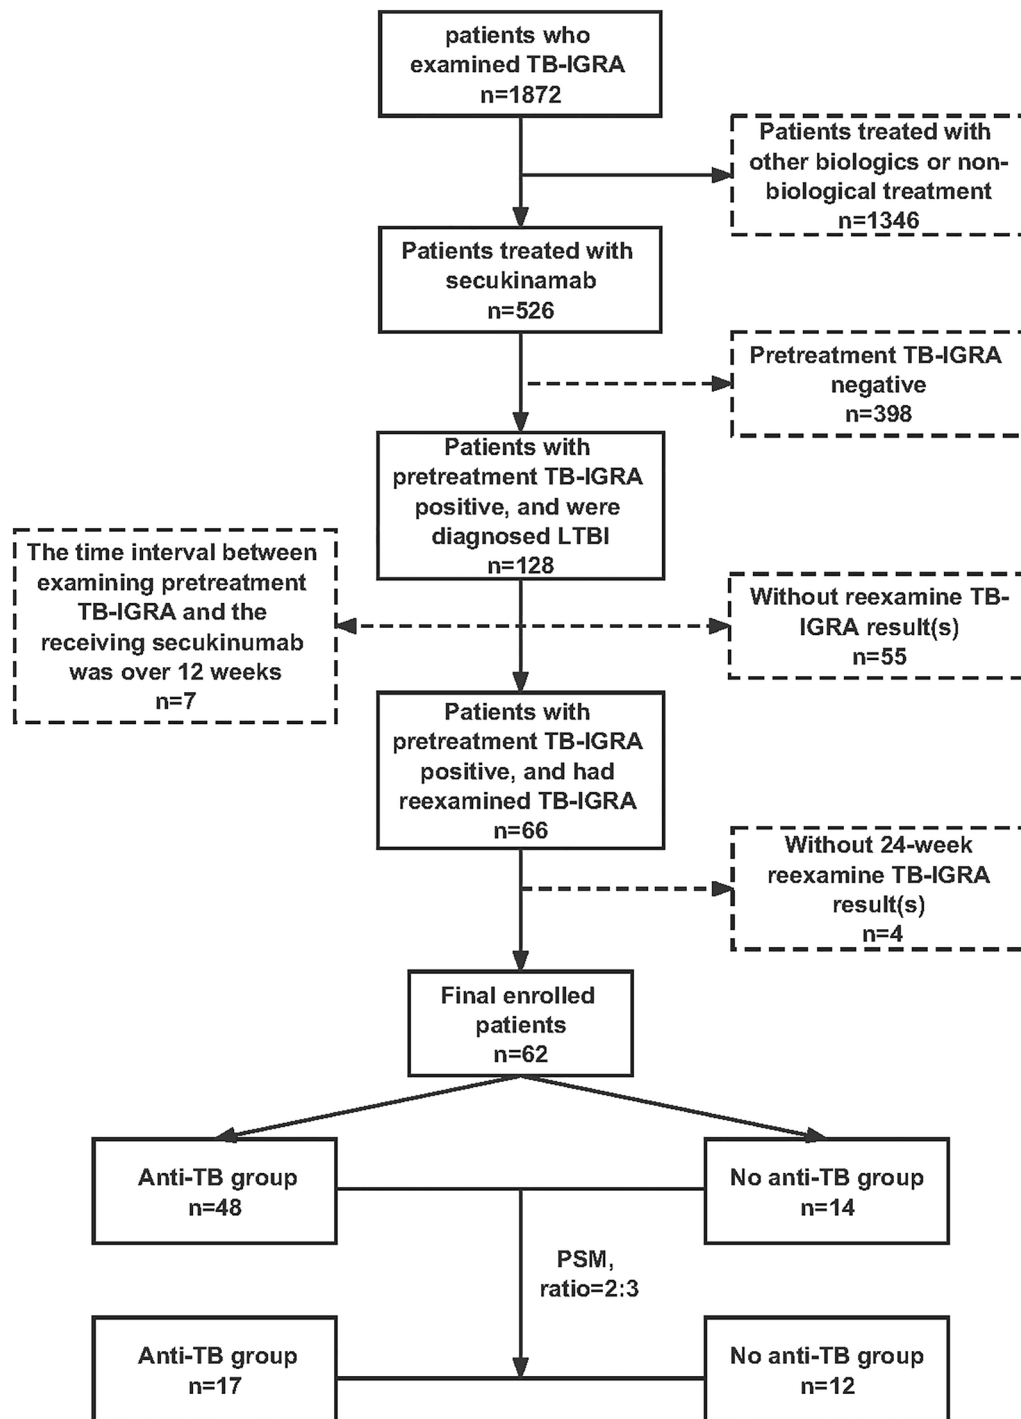 patients who
examined TB-IGRA
n=1872
Patients treated with
other biologics or non-
biological treatment
n=1346
Patients treated with
secukinamab
n=526
Pretreatment TB-IGRA
negative
n=398
Patients with
pretreatment TB-IGRA
positive, and were
diagnosed LTBI
n=128
The time interval between
examining pretreatment
TB-IGRA and the
receiving secukinumab
was over 12 weeks
n=7
Without reexamine TB-
IGRA result(s)
n=55
Patients with
pretreatment TB-IGRA
positive, and had
reexamined TB-IGRA
n=66
Without 24-week
reexamine TB-IGRA
result(s)
n=4
Final enrolled
patients
n=62
Anti-TB group
n=48
No anti-TB group
n=14
PSM,
ratio=2:3
Anti-TB group
n=17
No anti-TB group
n=12